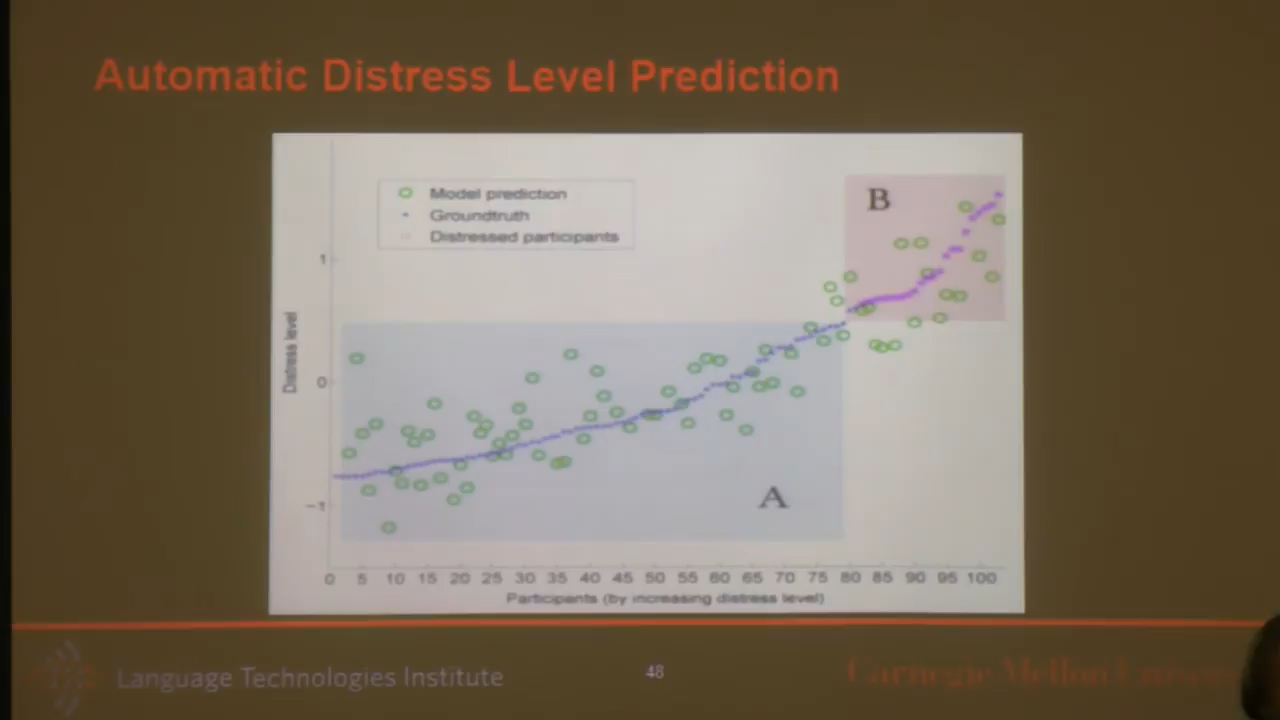 Automatic Distress Level Prediction
Model prediction
Groundtruth
Distressed participants
B
A
1
0
-1
Distress level
0 5 10 15 20 25 30 35 40 45 50 55 60 65 70 75 80 85 90 95 100
Participants (by increasing distress level)
Language Technologies Institute
48
Carnegie Mellon